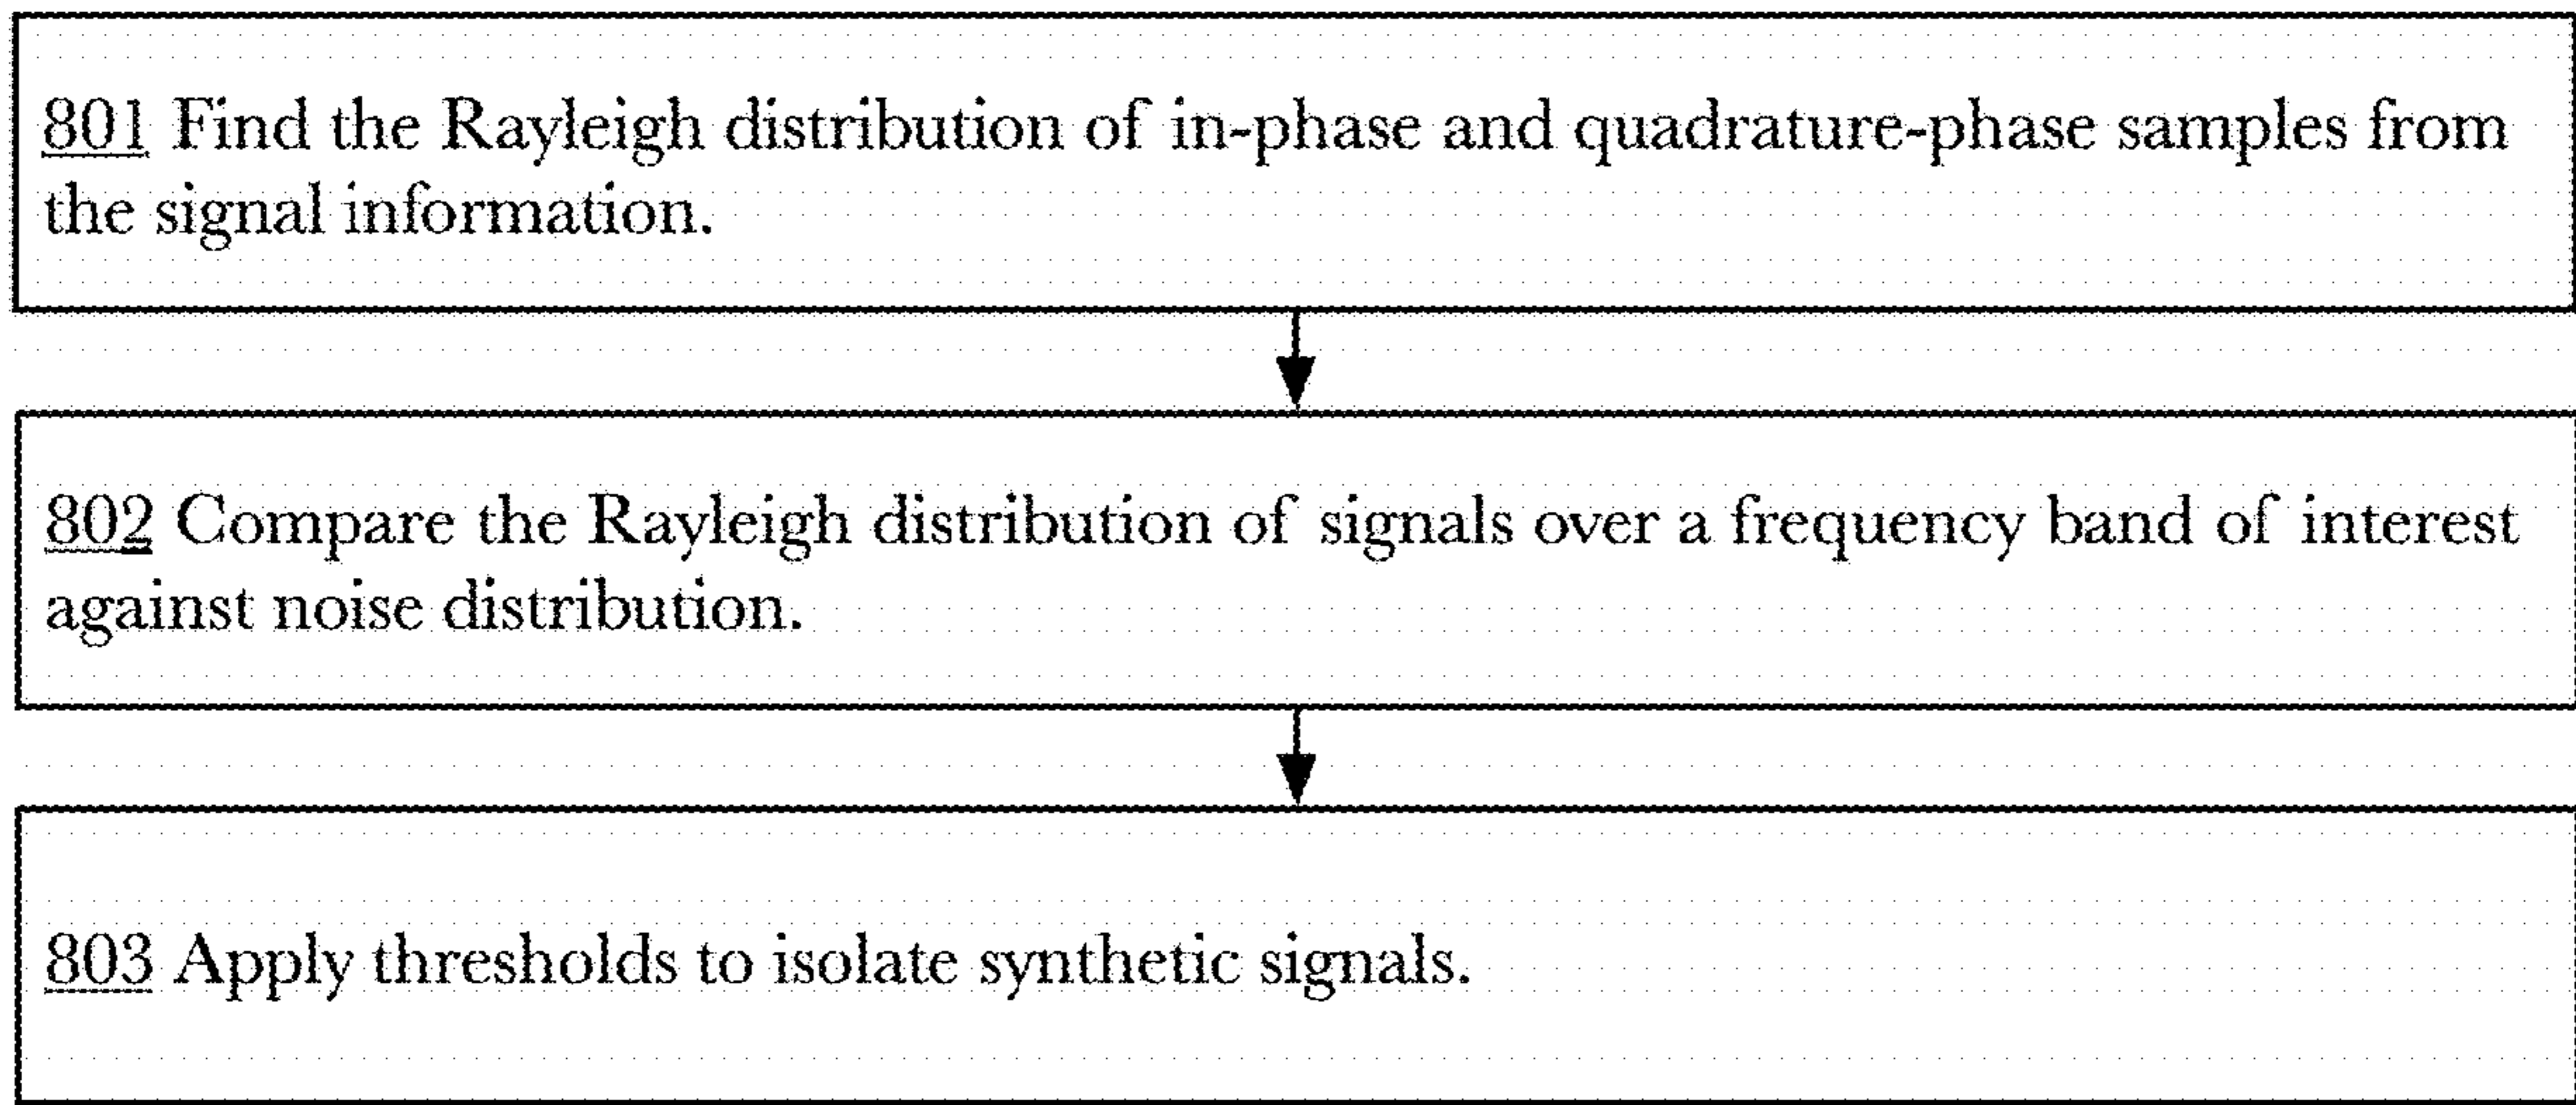 801 Find the Rayleigh distribution of in-phase and quadrature-phase samples from
the signal information.
802 Compare the Rayleigh distribution of signals over a frequency band of interest
against noise distribution.
803 Apply thresholds to isolate synthetic signals.